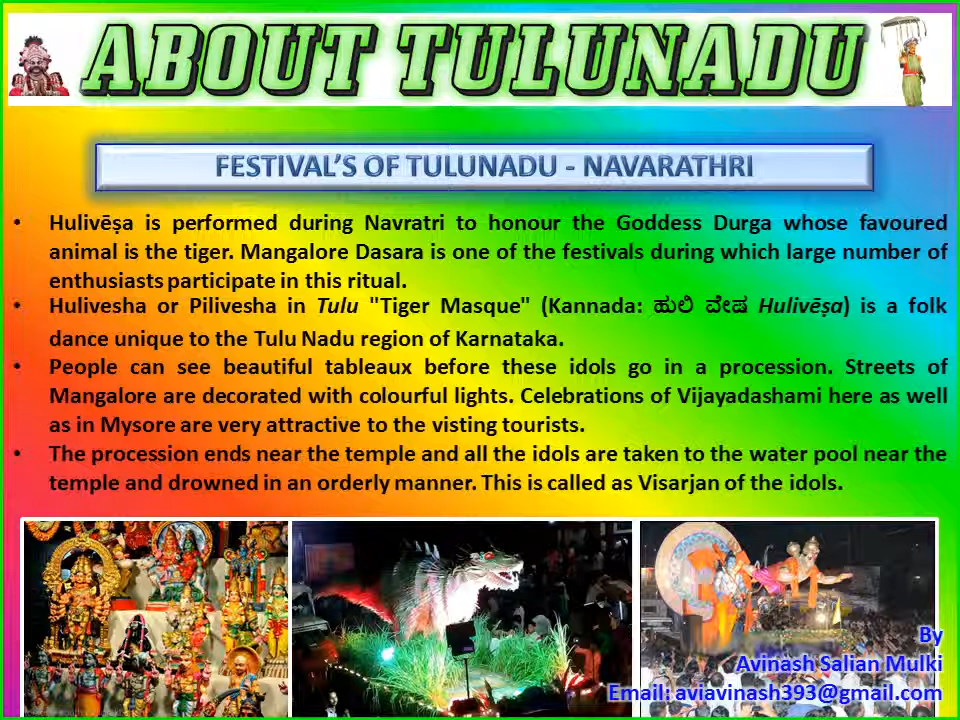 ABOUT TULUNADU
FESTIVAL'S OF TULUNADU - NAVARATHRI
• Hulivēṣa is performed during Navratri to honour the Goddess Durga whose favoured
animal is the tiger. Mangalore Dasara is one of the festivals during which large number of
enthusiasts participate in this ritual.
• Hulivesha or Pilivesha in Tulu "Tiger Masque" (Kannada: ಹುಲಿ ವೇಷ Hulivēṣa) is a folk
dance unique to the Tulu Nadu region of Karnataka.
• People can see beautiful tableaux before these idols go in a procession. Streets of
Mangalore are decorated with colourful lights. Celebrations of Vijayadashami here as well
as in Mysore are very attractive to the visting tourists.
• The procession ends near the temple and all the idols are taken to the water pool near the
temple and drowned in an orderly manner. This is called as Visarjan of the idols.
By
Avinash Salian Mulki
Email: aviavinash393@gmail.com